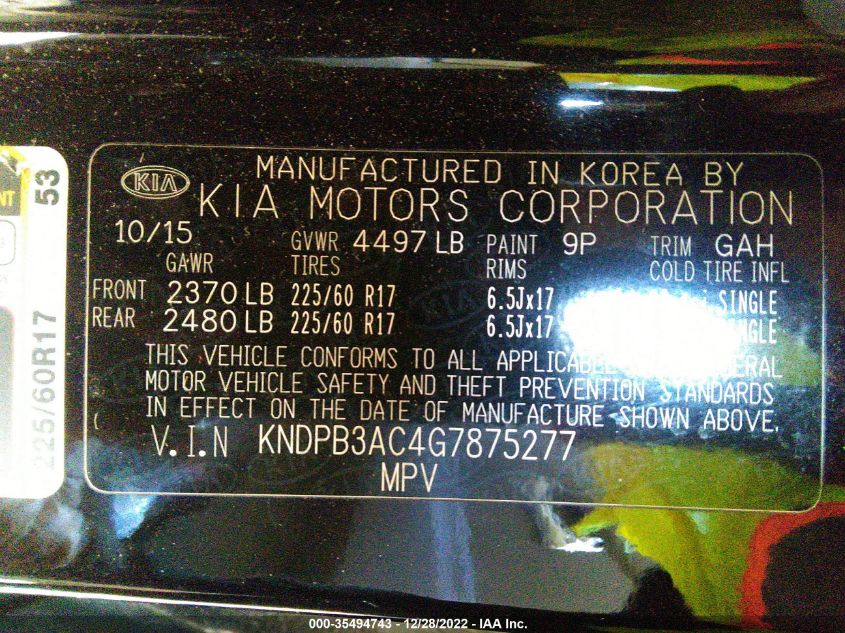 MANUFACTURED IN KOREA BY
KIA KIA MOTORS CORPORATION
10/15 GVWR 4497 LB PAINT 9P TRIM GAH
GAWR TIRES RIMS COLD TIRE INFL
FRONT 2370 LB 225/60 R17 6.5Jx17 SINGLE
REAR 2480 LB 225/60 R17 6.5Jx17
THIS VEHICLE CONFORMS TO ALL
MOTOR VEHICLE SAFETY AND THEFT PREVENTION STANDARDS
IN EFFECT ON THE DATE OF MANUFACTURE SHOWN ABOVE.
V.I.N KNDPB3AC4G7875277
MPV
53
225/60R17
000-35494743 - 12/28/2022 - IAA Inc.